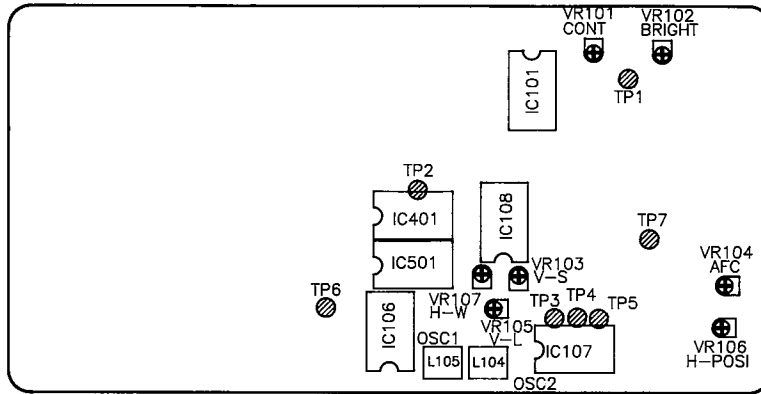 VR101
CONT
VR102
BRIGHT
IC101
TP1
TP2
IC401
IC108
TP7
IC501
VR103
V-S
VR104
AFC
TP6
VR107
H-W
TP3
TP4
TP5
IC106
VR105
V-L
OSC1
IC107
VR106
H-POSI
L105
L104
OSC2